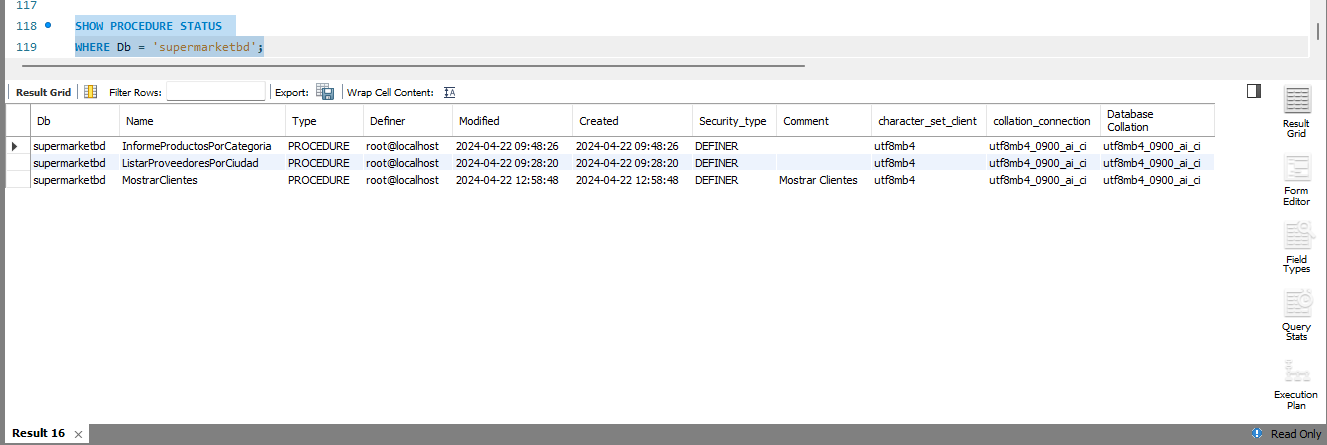 117
118 SHOW PROCEDURE STATUS
119 WHERE Db = 'supermarketbd';
Result Grid Filter Rows: Export: Wrap Cell Content: IA
Db Name Type Definer Modified Created Security_type Comment character_set_client collation_connection Database Collation
supermarketbd InformeProductosPorCategoria PROCEDURE root@localhost 2024-04-22 09:48:26 2024-04-22 09:48:26 DEFINER utf8mb4 utf8mb4_0900_ai_ci utf8mb4_0900_ai_ci
supermarketbd ListarProveedoresPorCiudad PROCEDURE root@localhost 2024-04-22 09:28:20 2024-04-22 09:28:20 DEFINER utf8mb4 utf8mb4_0900_ai_ci utf8mb4_0900_ai_ci
supermarketbd MostrarClientes PROCEDURE root@localhost 2024-04-22 12:58:48 2024-04-22 12:58:48 DEFINER Mostrar Clientes utf8mb4 utf8mb4_0900_ai_ci utf8mb4_0900_ai_ci
Result
Grid
Form
Editor
Field
Types
Query
Stats
Execution
Plan
Result 16
Read Only